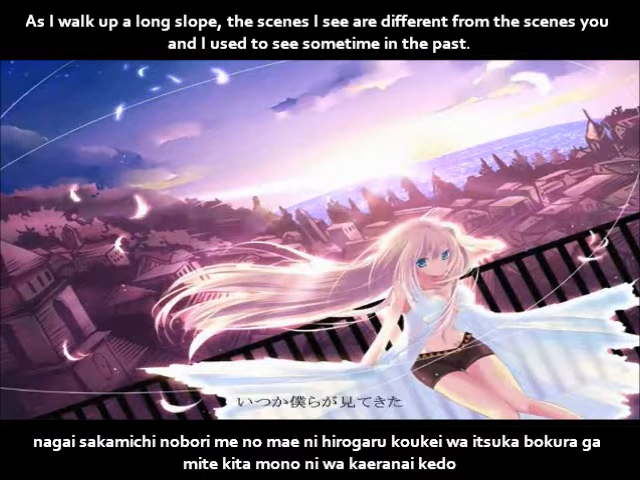 As I walk up a long slope, the scenes I see are different from the scenes you
and I used to see sometime in the past.
いつか僕らが見てきた
nagai sakamichi nobori me no mae ni hirogaru koukei wa itsuka bokura ga
mite kita mono ni wa kaeranai kedo